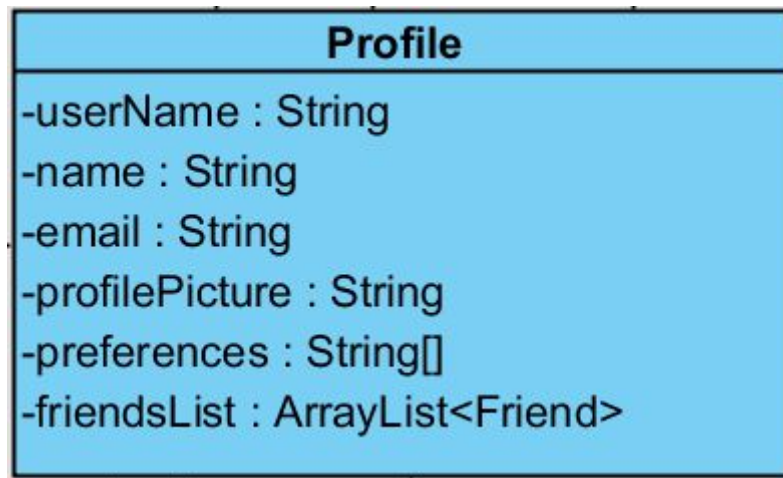 Profile
-userName : String
-name : String
-email : String
-profilePicture : String
-preferences : String[]
-friendsList : ArrayList<Friend>